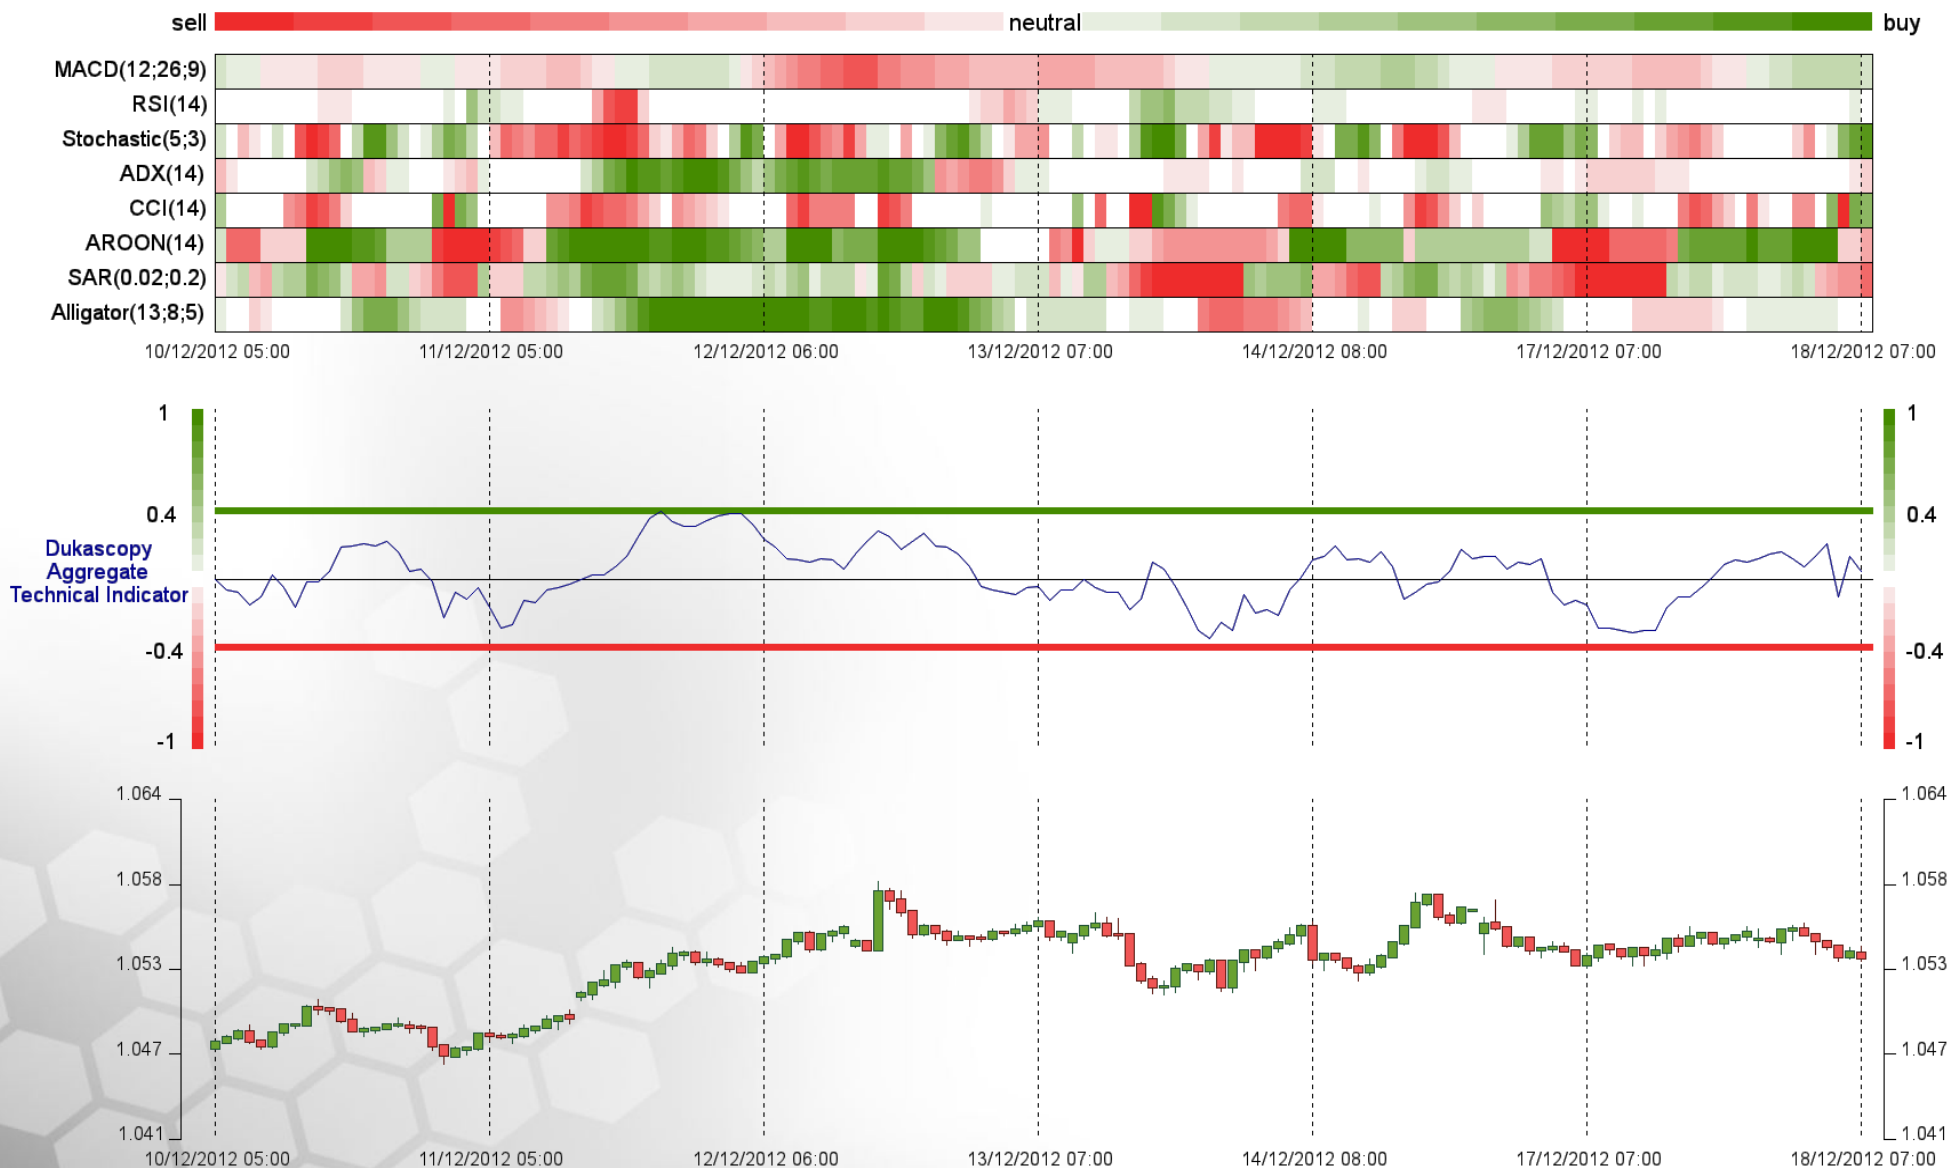 sell neutral buy
MACD(12;26;9)
RSI(14)
Stochastic(5;3)
ADX(14)
CCI(14)
AROON(14)
SAR(0.02;0.2)
Alligator(13;8;5)
10/12/2012 05:00 11/12/2012 05:00 12/12/2012 06:00 13/12/2012 07:00 14/12/2012 08:00 17/12/2012 07:00 18/12/2012 07:00
1 1
0.4 0.4
Dukascopy
Aggregate
Technical Indicator
-0.4 -0.4
-1 -1
1.064 1.064
1.058 1.058
1.053 1.053
1.047 1.047
1.041 1.041
10/12/2012 05:00 11/12/2012 05:00 12/12/2012 06:00 13/12/2012 07:00 14/12/2012 08:00 17/12/2012 07:00 18/12/2012 07:00